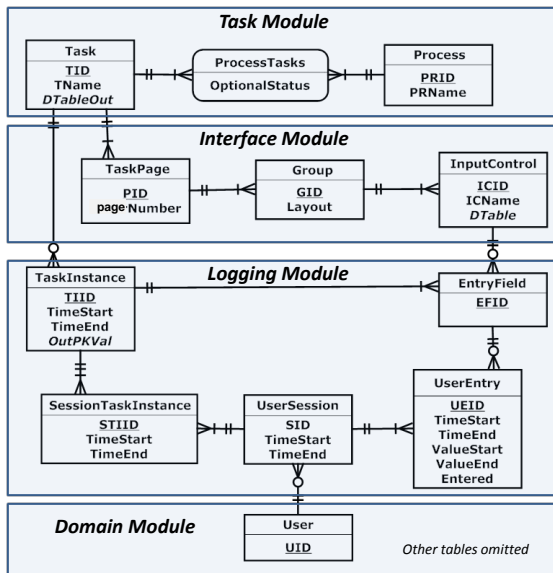 Task Module
Task
TID
TName
DTableOut
ProcessTasks
OptionalStatus
Process
PRID
PRName
Interface Module
TaskPage
PID
page·Number
Group
GID
Layout
InputControl
ICID
ICName
DTable
Logging Module
TaskInstance
TIID
TimeStart
TimeEnd
OutPKVal
EntryField
EFID
SessionTaskInstance
STIID
TimeStart
TimeEnd
UserSession
SID
TimeStart
TimeEnd
UserEntry
UEID
TimeStart
TimeEnd
ValueStart
ValueEnd
Entered
Domain Module
User
UID
Other tables omitted